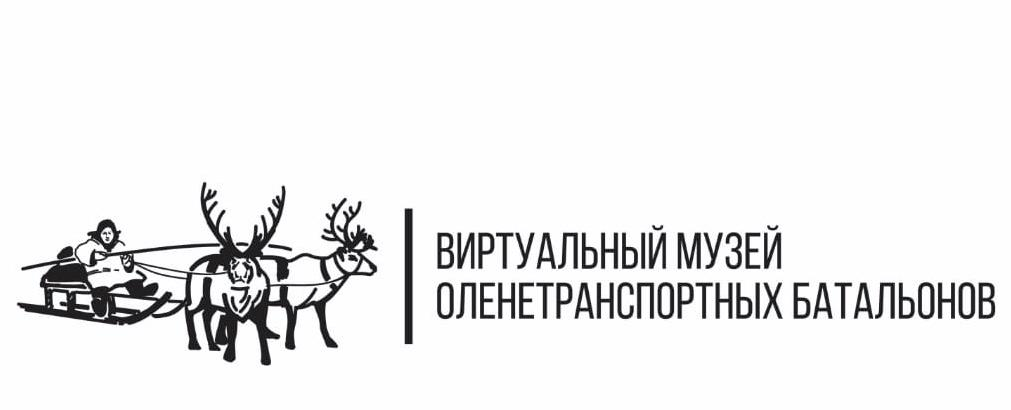 ВИРТУАЛЬНЫЙ МУЗЕЙ
ОЛЕНЕТРАНСПОРТНЫХ БАТАЛЬОНОВ